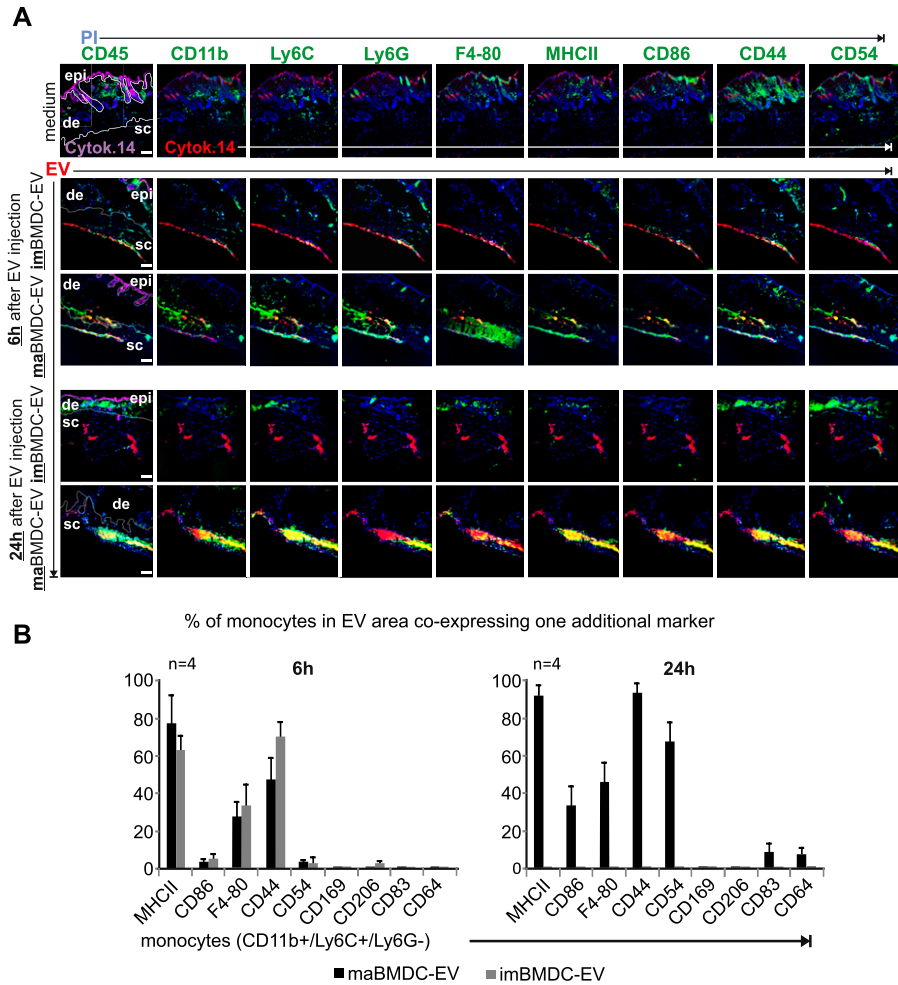 A
PI
CD45 CD11b Ly6C Ly6G F4-80 MHCII CD86 CD44 CD54
medium
epi
de
sc
Cytok.14
Cytok.14
EV
6h after EV injection
imBMDC-EV
de
epi
sc
maBMDC-EV
de
epi
sc
24h after EV injection
imBMDC-EV
de
epi
sc
maBMDC-EV
de
sc
B
% of monocytes in EV area co-expressing one additional marker
n=4
6h
100
80
60
40
20
0
MHCII CD86 F4-80 CD44 CD54 CD169 CD206 CD83 CD64
n=4
24h
100
80
60
40
20
0
MHCII CD86 F4-80 CD44 CD54 CD169 CD206 CD83 CD64
monocytes (CD11b+/Ly6C+/Ly6G-)
maBMDC-EV imBMDC-EV